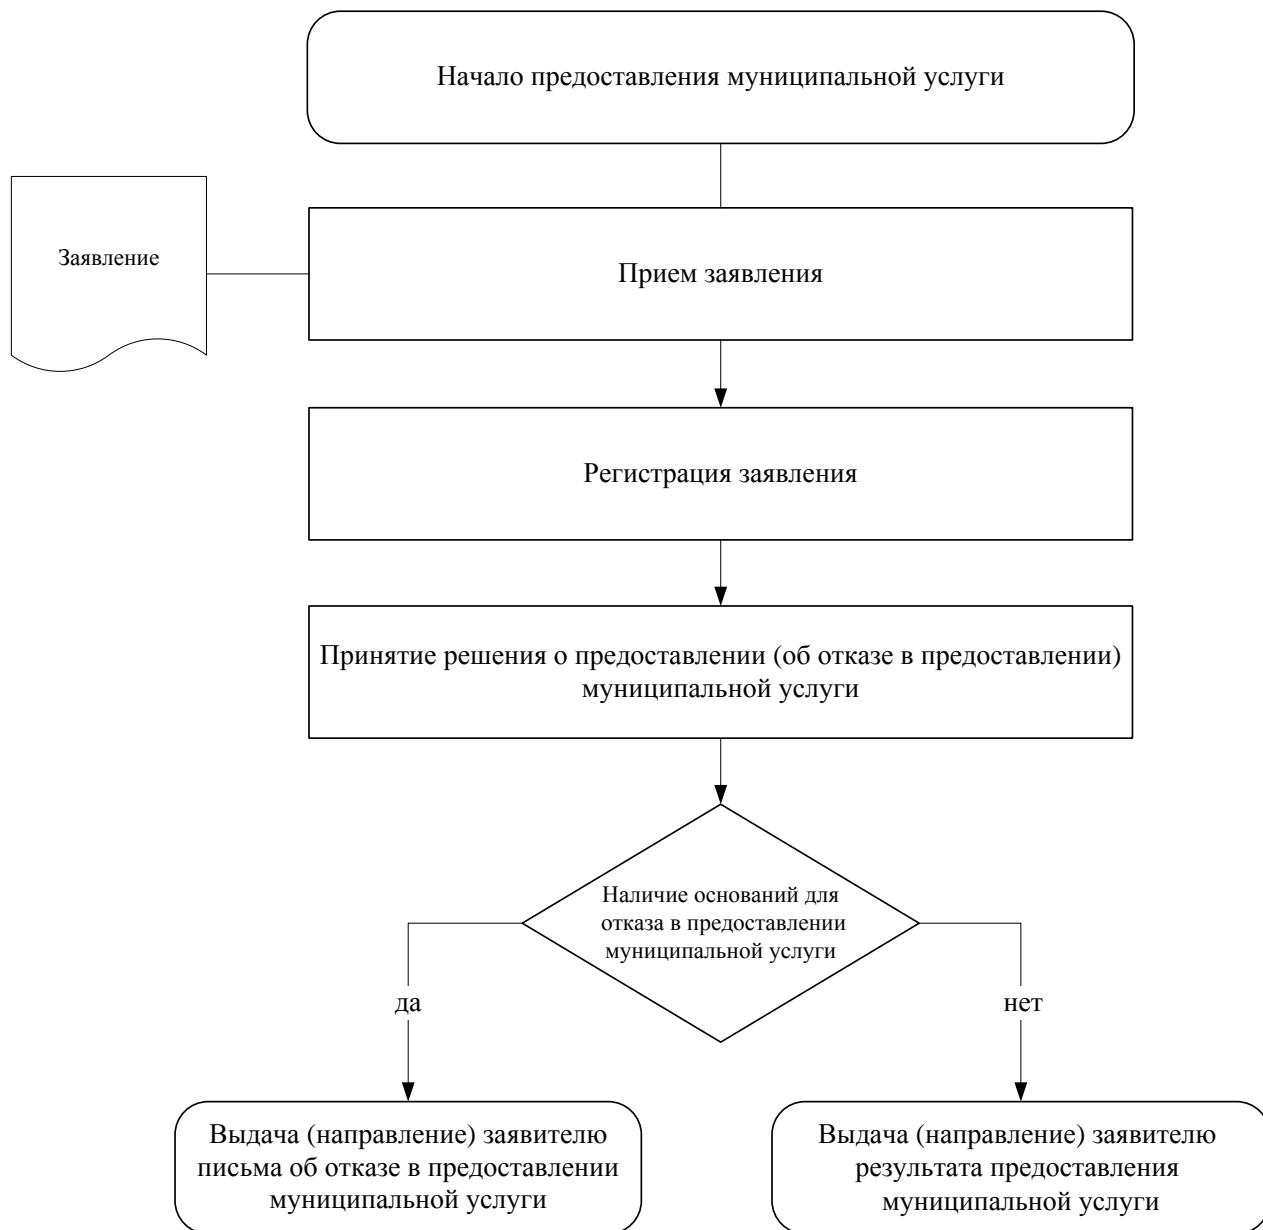 Начало предоставления муниципальной услуги
Заявление
Прием заявления
Регистрация заявления
Принятие решения о предоставлении (об отказе в предоставлении)
муниципальной услуги
Наличие оснований для
отказа в предоставлении
муниципальной услуги
да
нет
Выдача (направление) заявителю
письма об отказе в предоставлении
муниципальной услуги
Выдача (направление) заявителю
результата предоставления
муниципальной услуги